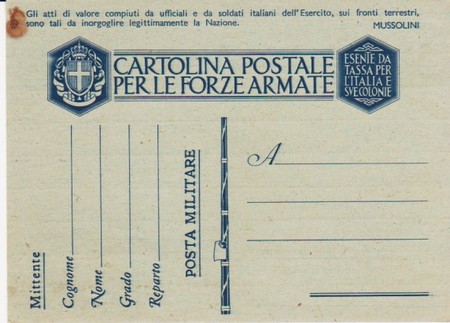 Gli atti di valore compiuti da ufficiali e da soldati italiani dell'Esercito, sui fronti terrestri,
sono tali da inorgoglire legittimamente la Nazione.
MUSSOLINI
CARTOLINA POSTALE
PER LE FORZE ARMATE
ESENTE DA
TASSA PER
L'ITALIA E
SVE COLONIE
A
POSTA MILITARE
Mittente
Cognome
Nome
Grado
Reparto